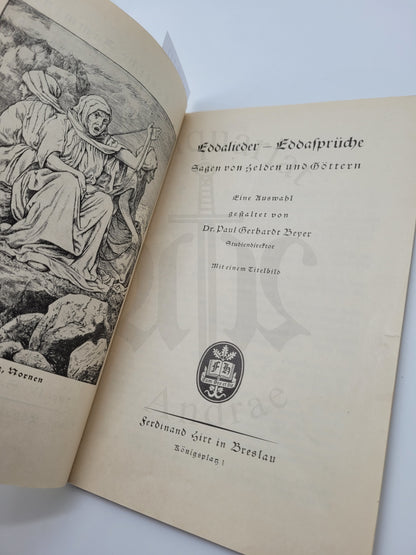 Nornen
Eddalieder – Eddasprüche
Sagen von Helden und Göttern
Eine Auswahl
gestaltet von
Dr. Paul Gerhardt Beyer
Studiendirektor
Mit einem Titelbild
Andrae
Ferdinand Hirt in Breslau
Königsplatz 1